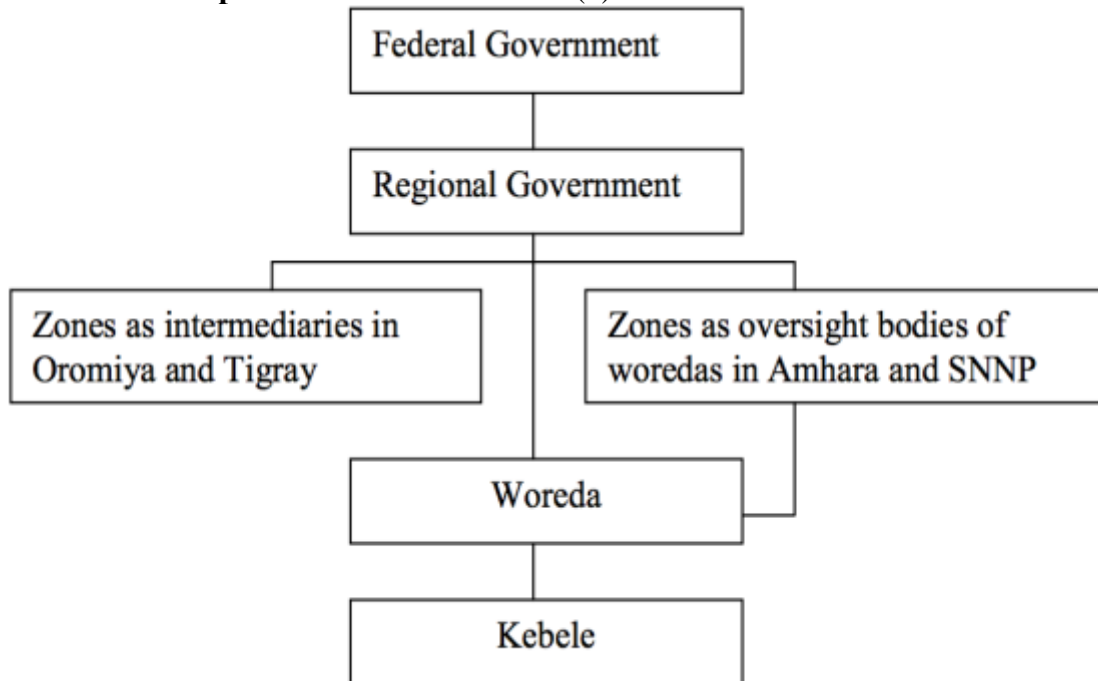 Federal Government
Regional Government
Zones as intermediaries in
Oromiya and Tigray
Zones as oversight bodies of
woredas in Amhara and SNNP
Woreda
Kebele